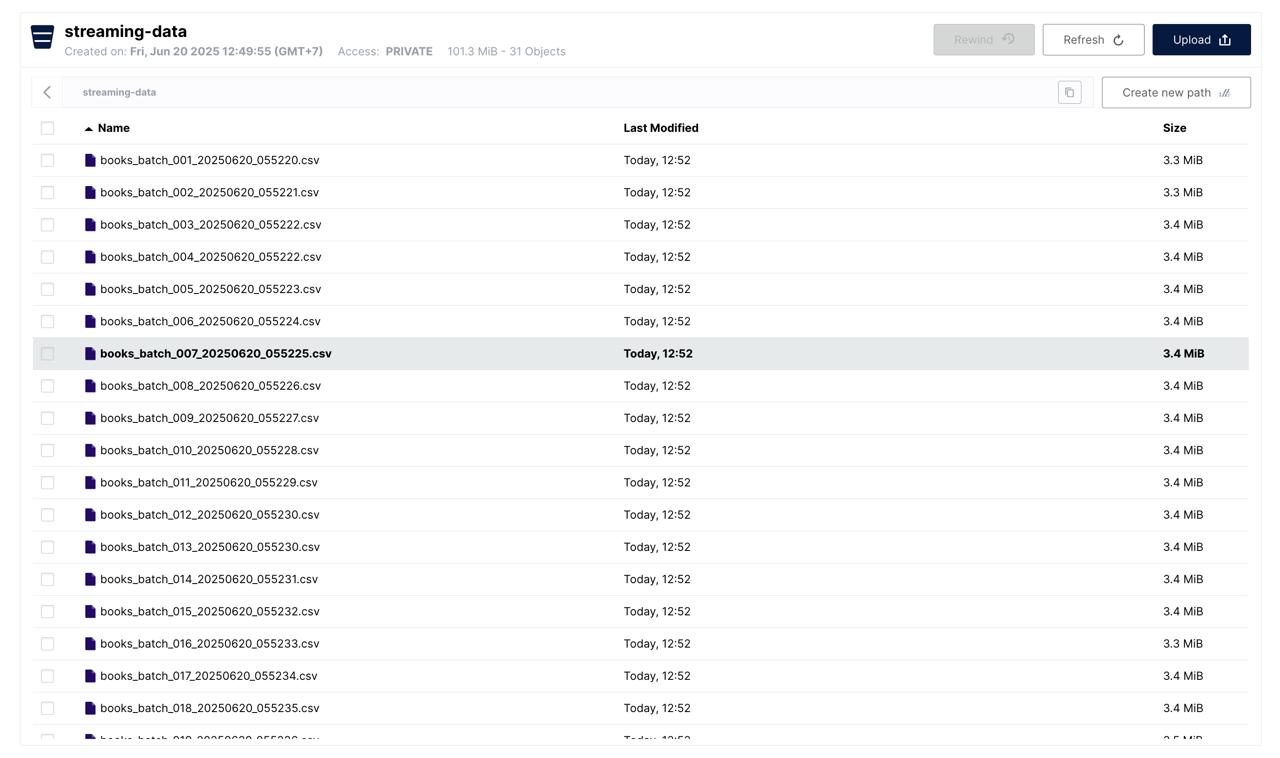 streaming-data
Created on: Fri, Jun 20 2025 12:49:55 (GMT+7) Access: PRIVATE 101.3 MiB - 31 Objects
Rewind Refresh Upload
streaming-data Create new path
Name Last Modified Size
books_batch_001_20250620_055220.csv Today, 12:52 3.3 MiB
books_batch_002_20250620_055221.csv Today, 12:52 3.3 MiB
books_batch_003_20250620_055222.csv Today, 12:52 3.4 MiB
books_batch_004_20250620_055222.csv Today, 12:52 3.4 MiB
books_batch_005_20250620_055223.csv Today, 12:52 3.4 MiB
books_batch_006_20250620_055224.csv Today, 12:52 3.4 MiB
books_batch_007_20250620_055225.csv Today, 12:52 3.4 MiB
books_batch_008_20250620_055226.csv Today, 12:52 3.4 MiB
books_batch_009_20250620_055227.csv Today, 12:52 3.4 MiB
books_batch_010_20250620_055228.csv Today, 12:52 3.4 MiB
books_batch_011_20250620_055229.csv Today, 12:52 3.4 MiB
books_batch_012_20250620_055230.csv Today, 12:52 3.4 MiB
books_batch_013_20250620_055230.csv Today, 12:52 3.4 MiB
books_batch_014_20250620_055231.csv Today, 12:52 3.4 MiB
books_batch_015_20250620_055232.csv Today, 12:52 3.4 MiB
books_batch_016_20250620_055233.csv Today, 12:52 3.3 MiB
books_batch_017_20250620_055234.csv Today, 12:52 3.4 MiB
books_batch_018_20250620_055235.csv Today, 12:52 3.4 MiB